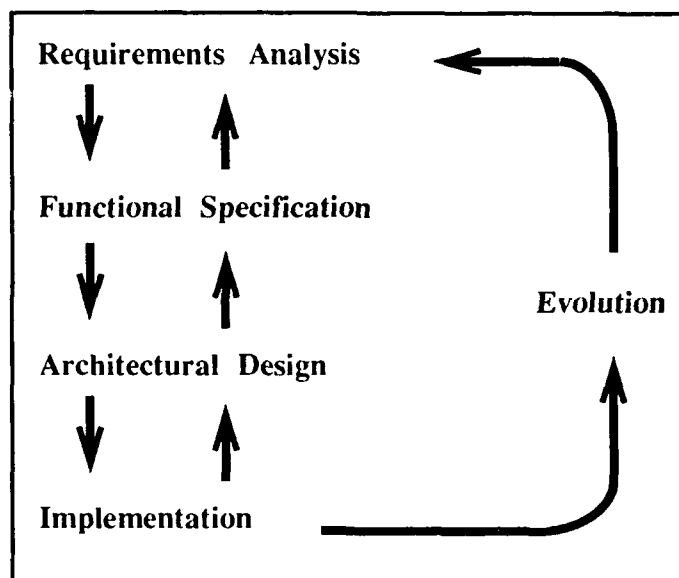 Requirements Analysis
Functional Specification
Evolution
Architectural Design
Implementation